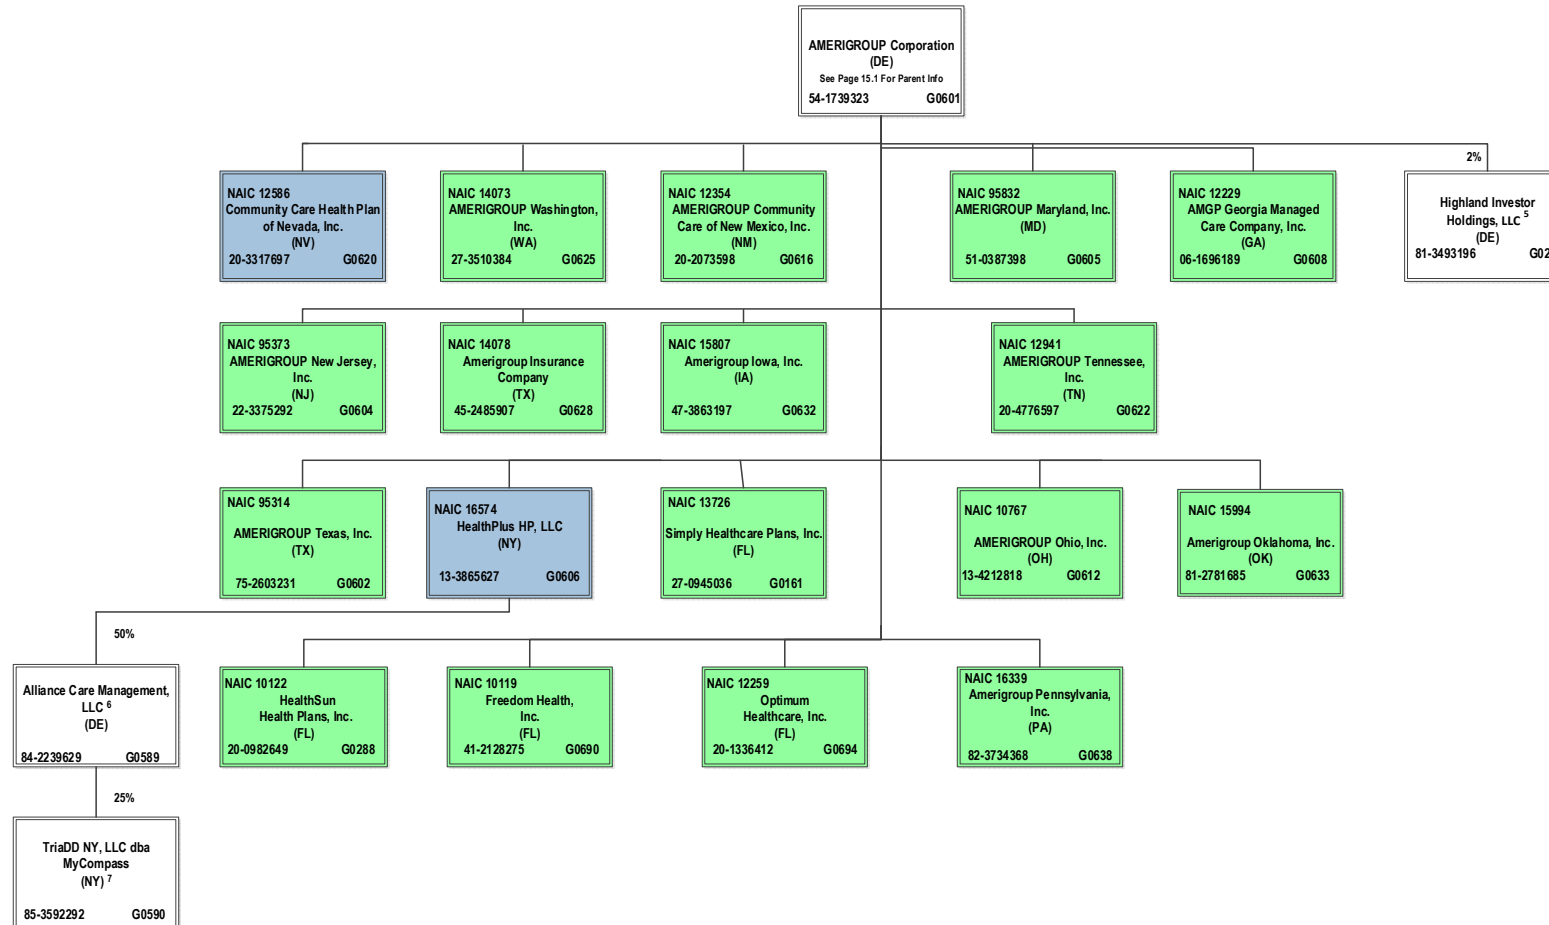 AMERIGROUP Corporation
(DE)
See Page 15.1 For Parent Info
54-1739323 G0601
2%
NAIC 12586
Community Care Health Plan
of Nevada, Inc.
(NV)
20-3317697 G0620
NAIC 14073
AMERIGROUP Washington,
Inc.
(WA)
27-3510384 G0625
NAIC 12354
AMERIGROUP Community
Care of New Mexico, Inc.
(NM)
20-2073598 G0616
NAIC 95832
AMERIGROUP Maryland, Inc.
(MD)
51-0387398 G0605
NAIC 12229
AMGP Georgia Managed
Care Company, Inc.
(GA)
06-1696189 G0608
Highland Investor
Holdings, LLC 5
(DE)
81-3493196 G02
NAIC 95373
AMERIGROUP New Jersey,
Inc.
(NJ)
22-3375292 G0604
NAIC 14078
Amerigroup Insurance
Company
(TX)
45-2485907 G0628
NAIC 15807
Amerigroup Iowa, Inc.
(IA)
47-3863197 G0632
NAIC 12941
AMERIGROUP Tennessee,
Inc.
(TN)
20-4776597 G0622
NAIC 95314
AMERIGROUP Texas, Inc.
(TX)
75-2603231 G0602
NAIC 16574
HealthPlus HP, LLC
(NY)
13-3865627 G0606
NAIC 13726
Simply Healthcare Plans, Inc.
(FL)
27-0945036 G0161
NAIC 10767
AMERIGROUP Ohio, Inc.
(OH)
13-4212818 G0612
NAIC 15994
Amerigroup Oklahoma, Inc.
(OK)
81-2781685 G0633
50%
Alliance Care Management,
LLC 6
(DE)
84-2239629 G0589
NAIC 10122
HealthSun
Health Plans, Inc.
(FL)
20-0982649 G0288
NAIC 10119
Freedom Health,
Inc.
(FL)
41-2128275 G0690
NAIC 12259
Optimum
Healthcare, Inc.
(FL)
20-1336412 G0694
NAIC 16339
Amerigroup Pennsylvania,
Inc.
(PA)
82-3734368 G0638
25%
TriaDD NY, LLC dba
MyCompass
(NY) 7
85-3592292 G0590